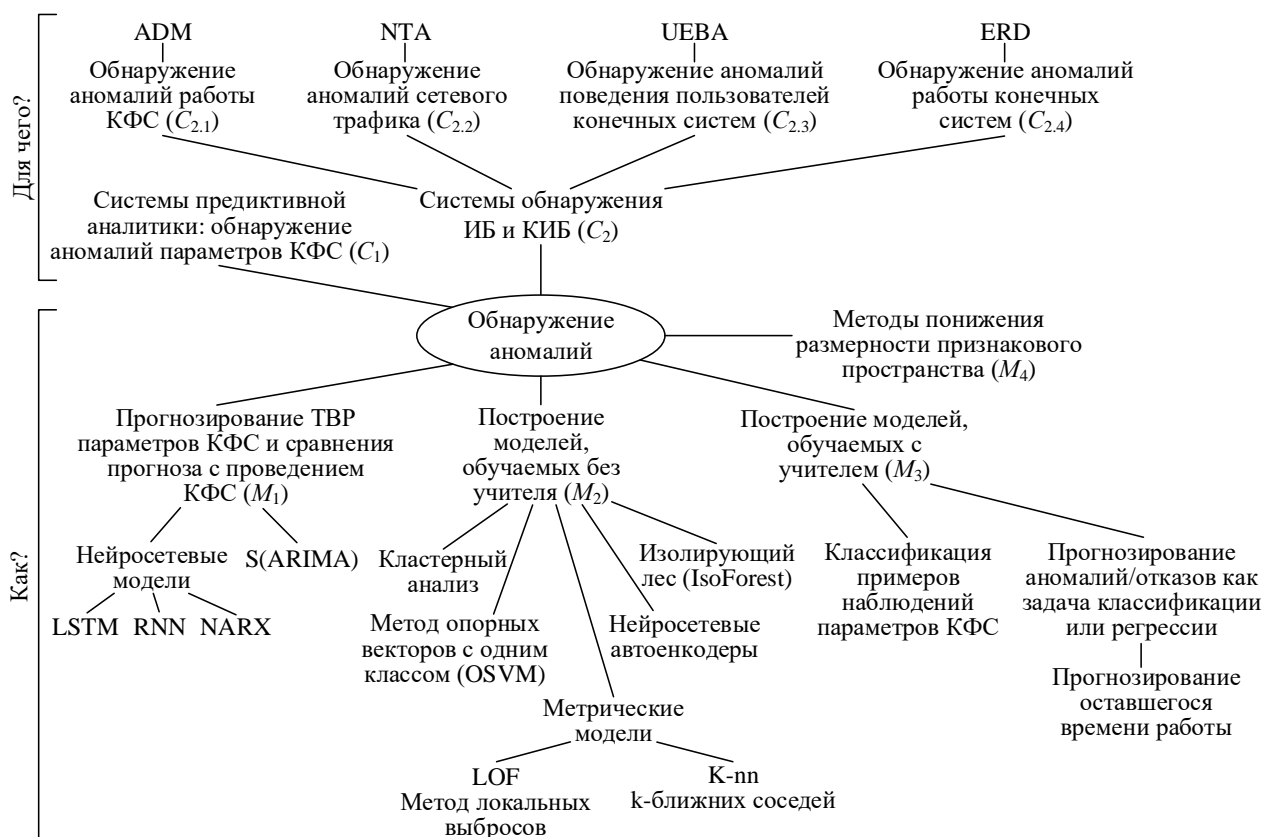 Для чего?
ADM
Обнаружение
аномалий работы
КФС (C2.1)
NTA
Обнаружение
аномалий сетевого
трафика (C2.2)
UEBA
Обнаружение аномалий
поведения пользователей
конечных систем (C2.3)
ERD
Обнаружение аномалий
работы конечных
систем (C2.4)
Системы предиктивной
аналитики: обнаружение
аномалий параметров КФС (C1)
Системы обнаружения
ИБ и КИБ (C2)
Как?
Обнаружение
аномалий
Методы понижения
размерности признакового
пространства (M4)
Прогнозирование ТВР
параметров КФС и сравнения
прогноза с проведением
КФС (M1)
Нейросетевые
модели
S(ARIMA)
LSTM RNN NARX
Построение
моделей,
обучаемых без
учителя (M2)
Кластерный
анализ
Метод опорных
векторов с одним
классом (OSVM)
Изолирующий
лес (IsoForest)
Нейросетевые
автоенкодеры
Метрические
модели
LOF
Метод локальных
выбросов
K-nn
k-ближних соседей
Построение моделей,
обучаемых с
учителем (M3)
Классификация
примеров
наблюдений
параметров КФС
Прогнозирование
аномалий/отказов как
задача классификации
или регрессии
Прогнозирование
оставшегося
времени работы